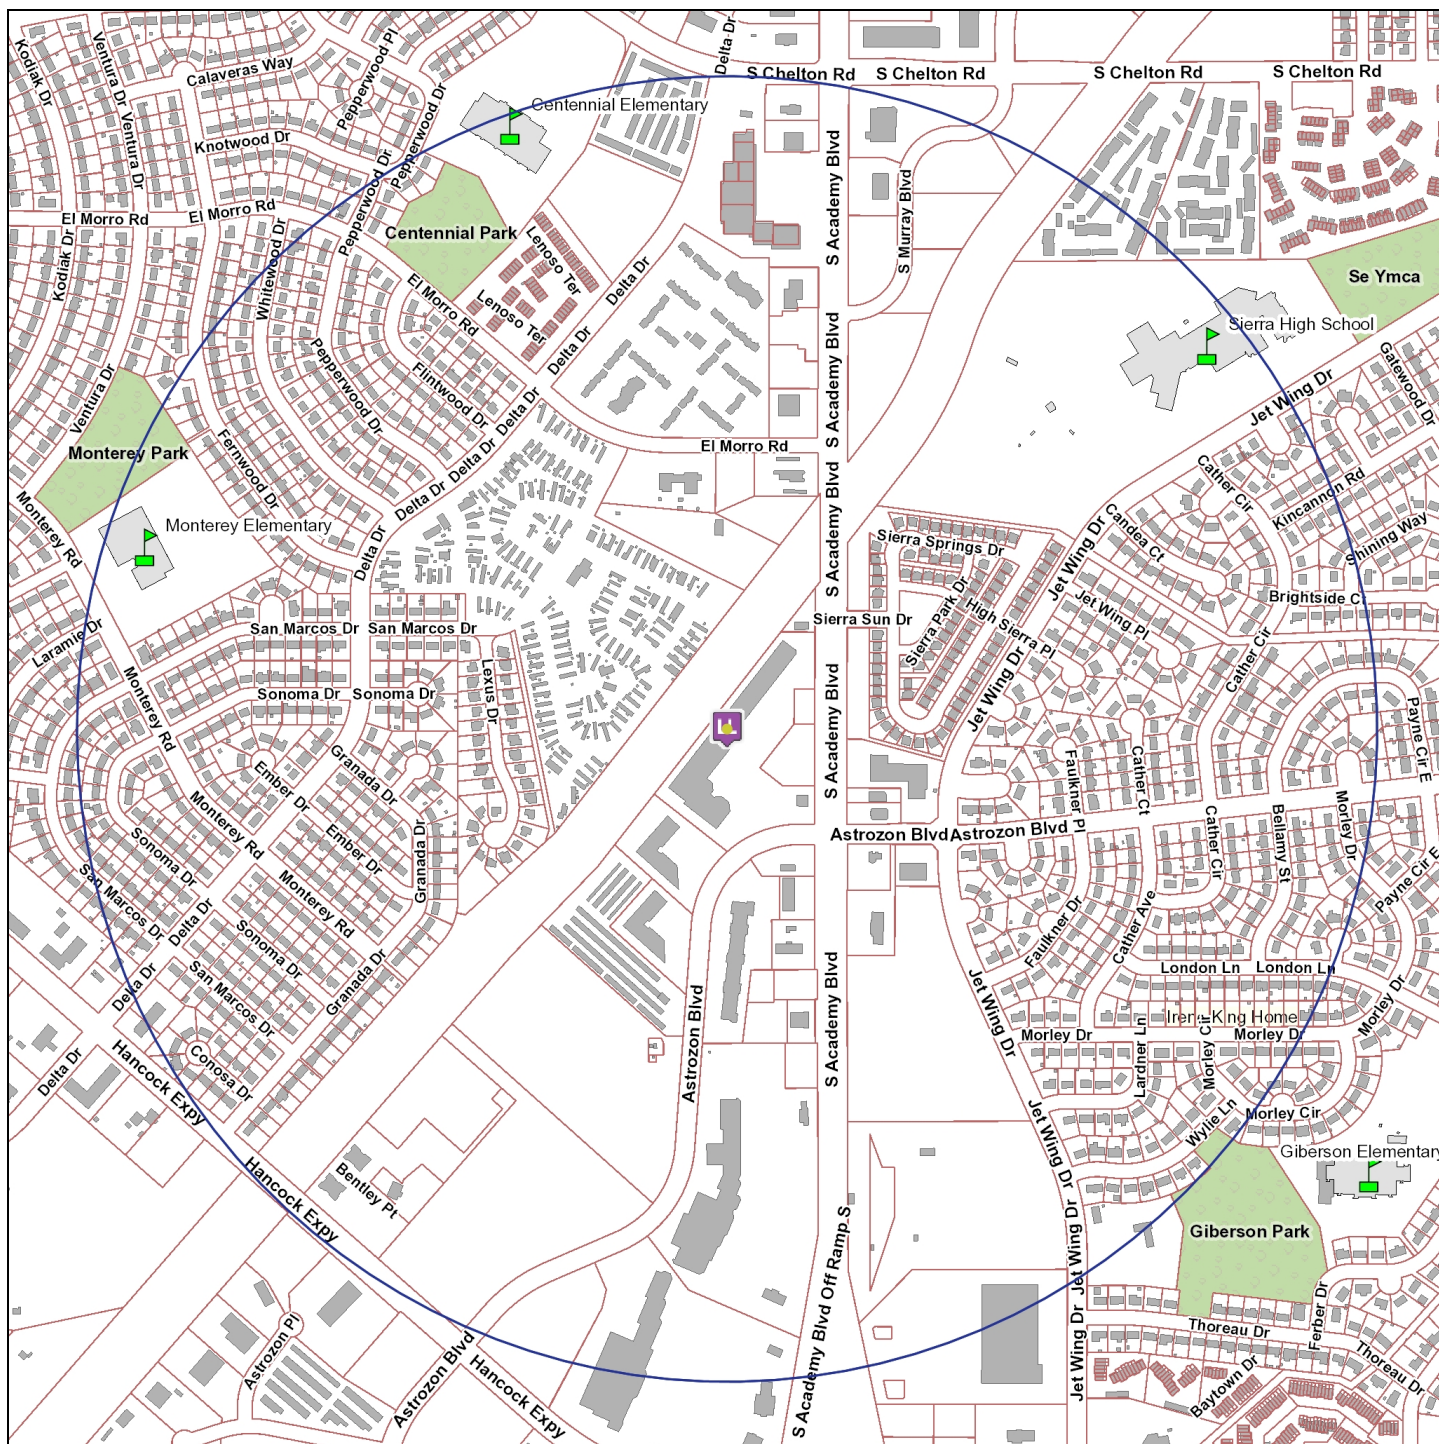 Delta Dr
S Chelton Rd
S Chelton Rd
S Chelton Rd
S Chelton Rd
Kodiak Dr
Ventura Dr
Calaveras Way
Pepperwood Pl
Pepperwood Dr
Centennial Elementary
Ventura Dr
Knotwood Dr
S Academy Blvd
S Murray Blvd
El Morro Rd
El Morro Rd
Pepperwood Dr
Centennial Park
Lenoso Ter
Kodiak Dr
Whitewood Dr
Delta Dr
Se Ymca
El Morro Rd
Lenoso Ter
Sierra High School
Delta Dr
S Academy Blvd
Pepperwood Dr
Flintwood Dr
Ventura Dr
Delta Dr
Jet Wing Dr
Gatewood Dr
Monterey Park
Fernwood Dr
Delta Dr
Delta Dr
El Morro Rd
S Academy Blvd
Cather Cir
Kincannon Rd
Monterey Rd
Monterey Elementary
Delta Dr
Sierra Springs Dr
Jet Wing Dr
Candea Ct
Shining Way
Laramie Dr
San Marcos Dr
San Marcos Dr
Sierra Sun Dr
Sierra Park Dr
High Sierra Pl
Jet Wing Pl
Brightside C
Monterey Rd
Sonoma Dr
Sonoma Dr
Lexus Dr
S Academy Blvd
Jet Wing Dr
Cather Cir
Payne Cir E
Ember Dr
Granada Dr
Faulkner Pl
Cather Ct
Monterey Rd
Sonoma Dr
Ember Dr
Granada Dr
Astrozon Blvd
Astrozon Blvd
Cather Cir
Bellamy St
Morley Dr
San Marcos Dr
Monterey Rd
Delta Dr
Sonoma Dr
Faulkner Dr
Cather Ave
Payne Cir E
Delta Dr
San Marcos Dr
Granada Dr
Astrozon Blvd
S Academy Blvd
Jet Wing Dr
London Ln
London Ln
Irene King Home
Morley Dr
Morley Dr
Morley Dr
Delta Dr
Hancock Expy
Conosa Dr
Lardner Ln
Morley Cir
Morley Cir
Wylie Ln
Jet Wing Dr
Giberson Elementary
Hancock Expy
Bentley Pt
Giberson Park
Jet Wing Dr
S Academy Blvd Off Ramp S
Jet Wing Dr
Thoreau Dr
Ferber Dr
Thoreau Dr
Astrozon Pl
Astrozon Blvd
Hancock Expy
Baytown Dr